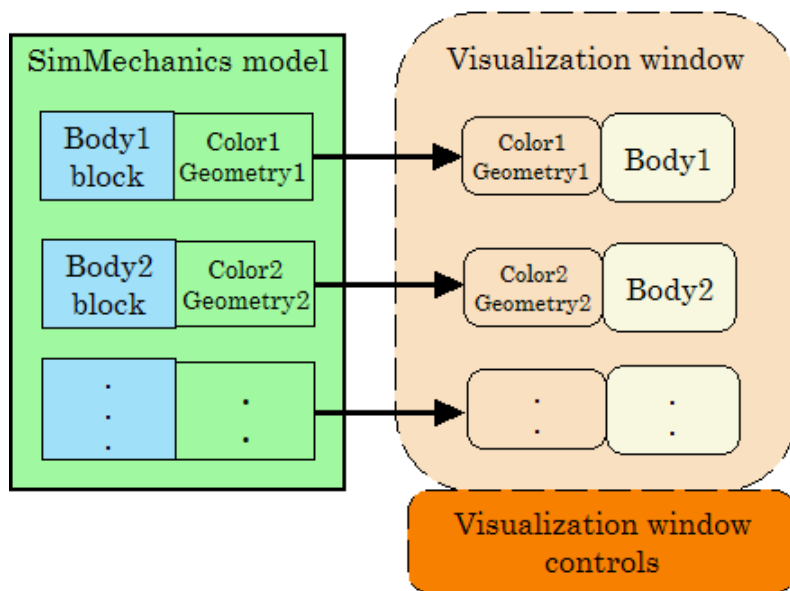 SimMechanics model
Body1
block
Color1
Geometry1
Body2
block
Color2
Geometry2
.
.
.
.
.
Visualization window
Color1
Geometry1
Body1
Color2
Geometry2
Body2
.
.
.
.
Visualization window
controls